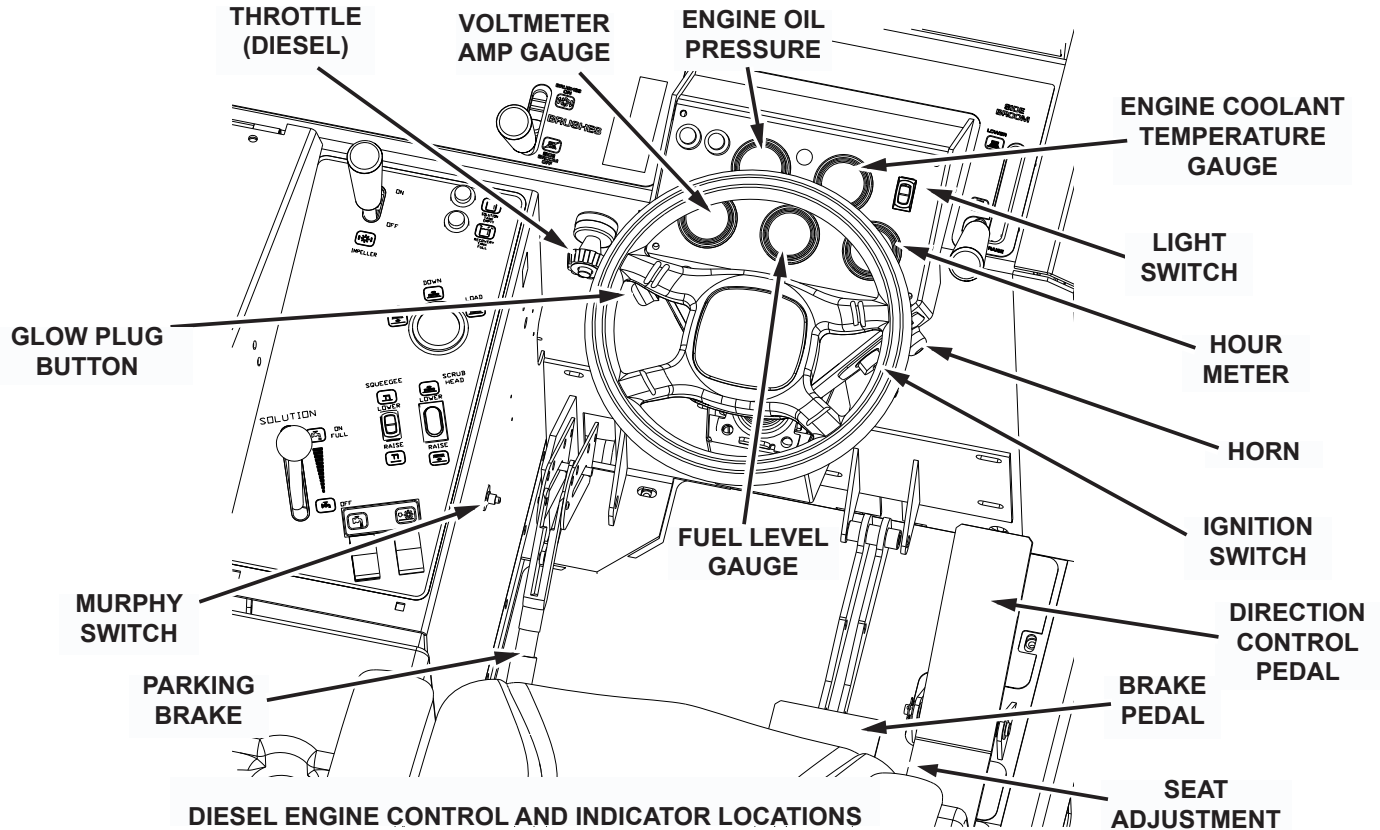 THROTTLE
(DIESEL)
VOLTMETER
AMP GAUGE
ENGINE OIL
PRESSURE
ENGINE COOLANT
TEMPERATURE
GAUGE
LIGHT
SWITCH
HOUR
METER
HORN
IGNITION
SWITCH
DIRECTION
CONTROL
PEDAL
BRAKE
PEDAL
SEAT
ADJUSTMENT
FUEL LEVEL
GAUGE
GLOW PLUG
BUTTON
MURPHY
SWITCH
PARKING
BRAKE
BRUSHES
SIDE
BROOM
LOWER
ON
OFF
IMPELLER
RECOVERY
DOWN
LOAD
SQUEEGEE
LOWER
RAISE
SCRUB
HEAD
LOWER
RAISE
SOLUTION
ON
FULL
OFF
DIESEL ENGINE CONTROL AND INDICATOR LOCATIONS